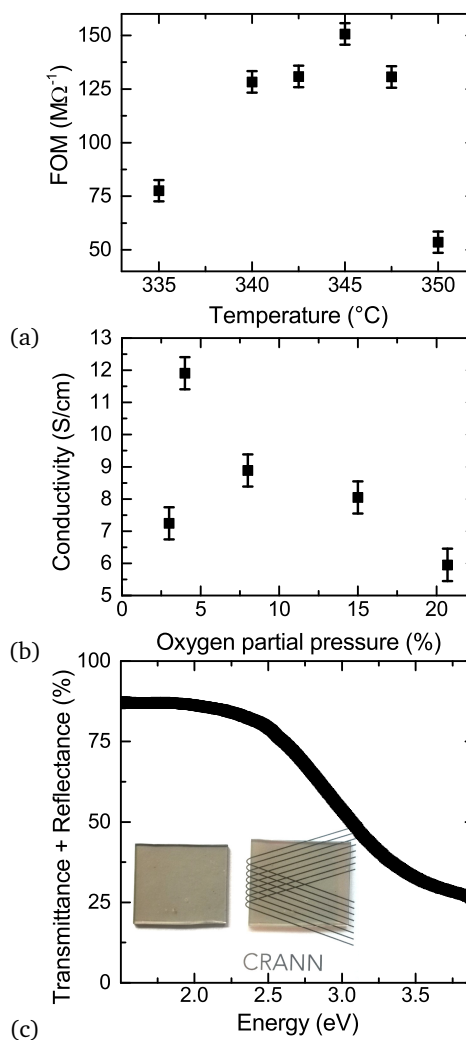 150
125
100
75
50
FOM (MΩ⁻¹)
335 340 345 350
Temperature (°C)
(a)
13
12
11
10
9
8
7
6
5
Conductivity (S/cm)
0 5 10 15 20
Oxygen partial pressure (%)
(b)
100
75
50
25
0
Transmittance + Reflectance (%)
CRANN
2.0 2.5 3.0 3.5
Energy (eV)
(c)